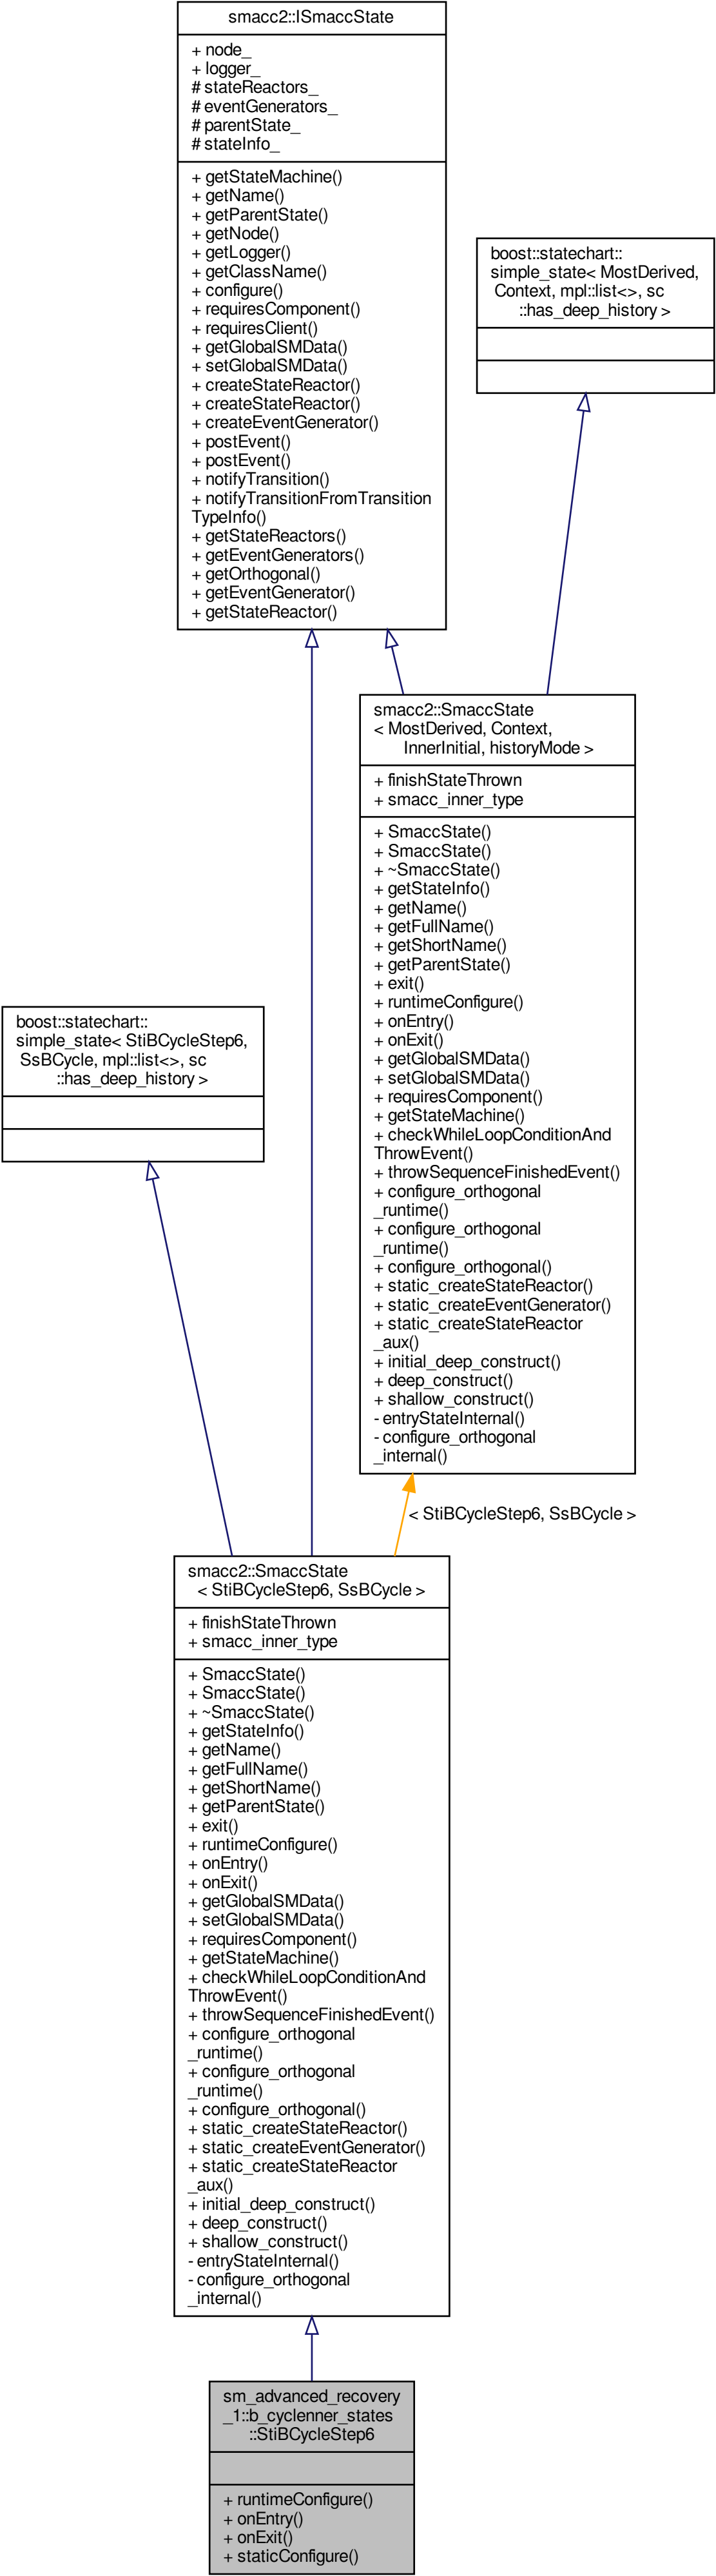 smacc2::ISmaccState
+ node_
+ logger_
# stateReactors_
# eventGenerators_
# parentState_
# stateInfo_
+ getStateMachine()
+ getName()
+ getParentState()
+ getNode()
+ getLogger()
+ getClassName()
+ configure()
+ requiresComponent()
+ requiresClient()
+ getGlobalSMData()
+ setGlobalSMData()
+ createStateReactor()
+ createStateReactor()
+ createEventGenerator()
+ postEvent()
+ postEvent()
+ notifyTransition()
+ notifyTransitionFromTransition
TypeInfo()
+ getStateReactors()
+ getEventGenerators()
+ getOrthogonal()
+ getEventGenerator()
+ getStateReactor()
boost::statechart::
simple_state< MostDerived,
Context, mpl::list<>, sc
::has_deep_history >
smacc2::SmaccState
< MostDerived, Context,
InnerInitial, historyMode >
+ finishStateThrown
+ smacc_inner_type
+ SmaccState()
+ SmaccState()
+ ~SmaccState()
+ getStateInfo()
+ getName()
+ getFullName()
+ getShortName()
+ getParentState()
+ exit()
+ runtimeConfigure()
+ onEntry()
+ onExit()
+ getGlobalSMData()
+ setGlobalSMData()
+ requiresComponent()
+ getStateMachine()
+ checkWhileLoopConditionAnd
ThrowEvent()
+ throwSequenceFinishedEvent()
+ configure_orthogonal
_runtime()
+ configure_orthogonal
_runtime()
+ configure_orthogonal()
+ static_createStateReactor()
+ static_createEventGenerator()
+ static_createStateReactor
_aux()
+ initial_deep_construct()
+ deep_construct()
+ shallow_construct()
- entryStateInternal()
- configure_orthogonal
_internal()
boost::statechart::
simple_state< StiBCycleStep6,
SsBCycle, mpl::list<>, sc
::has_deep_history >
< StiBCycleStep6, SsBCycle >
smacc2::SmaccState
< StiBCycleStep6, SsBCycle >
+ finishStateThrown
+ smacc_inner_type
+ SmaccState()
+ SmaccState()
+ ~SmaccState()
+ getStateInfo()
+ getName()
+ getFullName()
+ getShortName()
+ getParentState()
+ exit()
+ runtimeConfigure()
+ onEntry()
+ onExit()
+ getGlobalSMData()
+ setGlobalSMData()
+ requiresComponent()
+ getStateMachine()
+ checkWhileLoopConditionAnd
ThrowEvent()
+ throwSequenceFinishedEvent()
+ configure_orthogonal
_runtime()
+ configure_orthogonal
_runtime()
+ configure_orthogonal()
+ static_createStateReactor()
+ static_createEventGenerator()
+ static_createStateReactor
_aux()
+ initial_deep_construct()
+ deep_construct()
+ shallow_construct()
- entryStateInternal()
- configure_orthogonal
_internal()
sm_advanced_recovery
_1::b_cyclenner_states
::StiBCycleStep6
+ runtimeConfigure()
+ onEntry()
+ onExit()
+ staticConfigure()